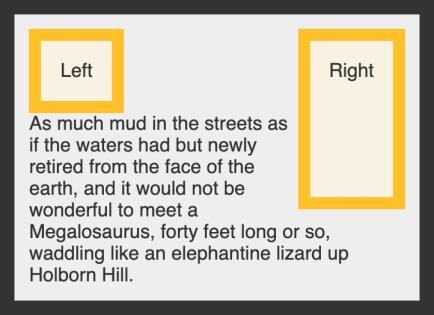 Left
Right
As much mud in the streets as
if the waters had but newly
retired from the face of the
earth, and it would not be
wonderful to meet a
Megalosaurus, forty feet long or so,
waddling like an elephantine lizard up
Holborn Hill.